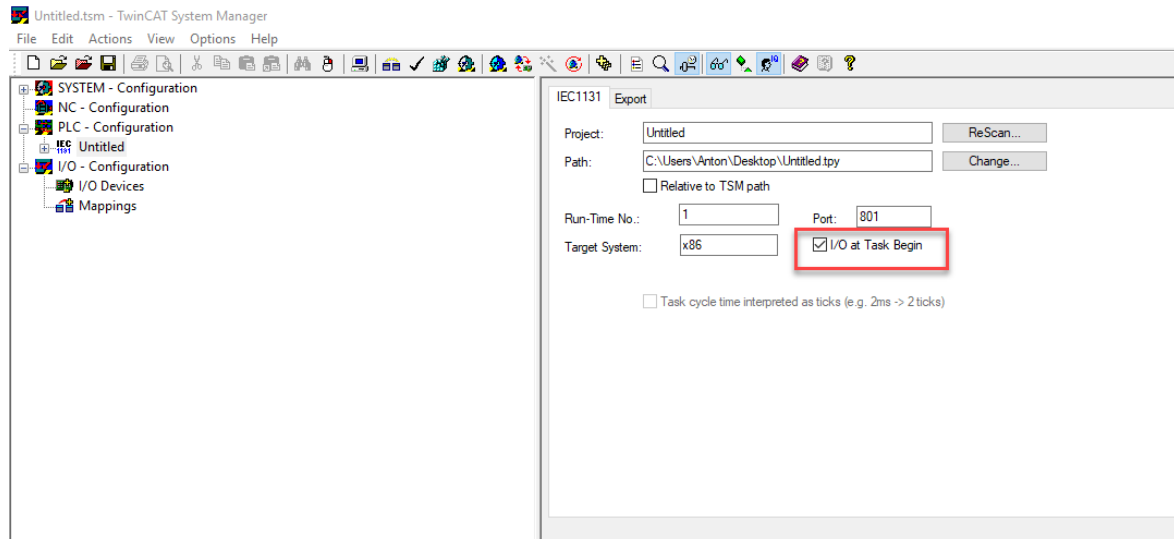 Untitled.tsm - TwinCAT System Manager
File Edit Actions View Options Help
SYSTEM - Configuration
NC - Configuration
PLC - Configuration
IEC 1131 Untitled
I/O - Configuration
I/O Devices
Mappings
IEC1131 Export
Project: Untitled ReScan...
Path: C:\Users\Anton\Desktop\Untitled.tpy Change...
Relative to TSM path
Run-Time No.: 1 Port: 801
Target System: x86 I/O at Task Begin
Task cycle time interpreted as ticks (e.g. 2ms -> 2 ticks)